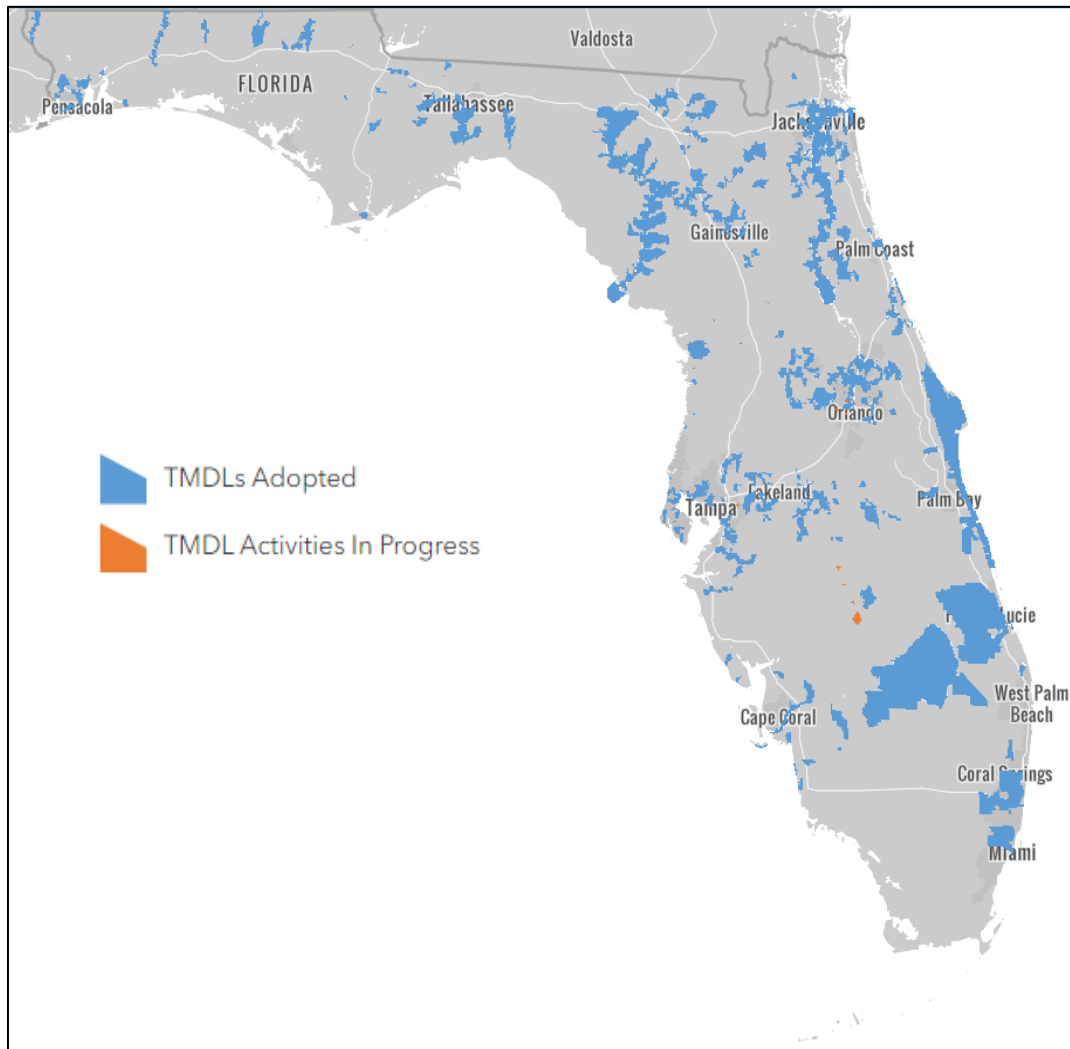 Valdosta
FLORIDA
Pensacola
Tallahassee
Jacksonville
Gainesville
Palm Coast
Orlando
TMDLs Adopted
Lakeland
Palm Bay
Tampa
TMDL Activities In Progress
Lucie
West Palm
Beach
Cape Coral
Coral Springs
Miami